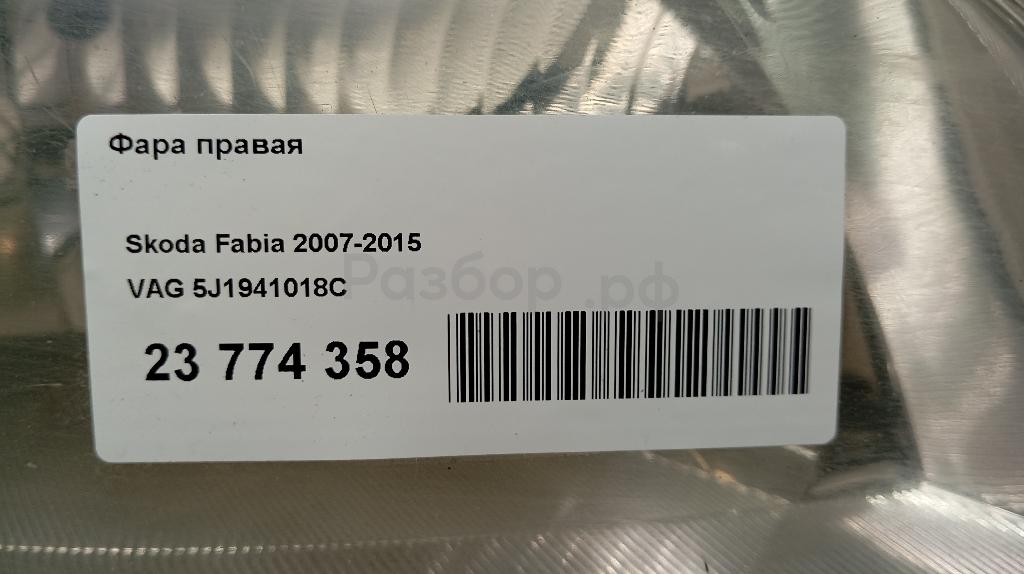 Фара правая
Skoda Fabia 2007-2015
VAG 5J1941018C
Разбор.рф
23 774 358